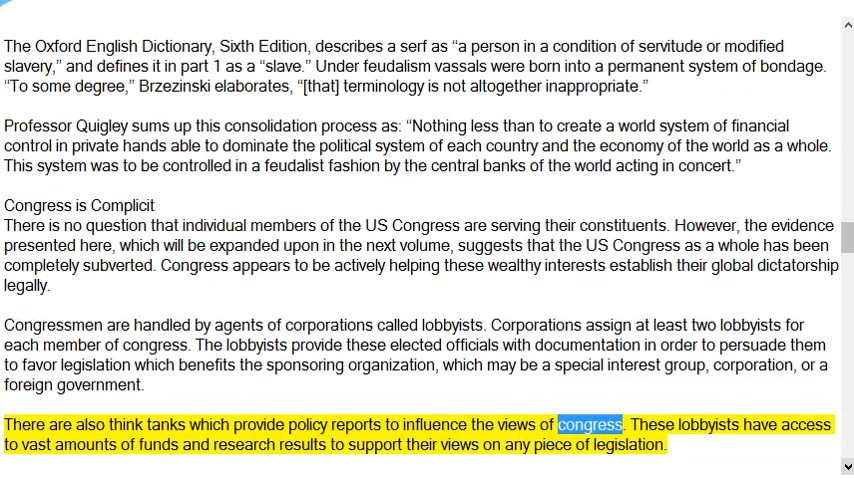 The Oxford English Dictionary, Sixth Edition, describes a serf as “a person in a condition of servitude or modified
slavery,” and defines it in part 1 as a “slave.” Under feudalism vassals were born into a permanent system of bondage.
“To some degree,” Brzezinski elaborates, “[that] terminology is not altogether inappropriate.”
Professor Quigley sums up this consolidation process as: “Nothing less than to create a world system of financial
control in private hands able to dominate the political system of each country and the economy of the world as a whole.
This system was to be controlled in a feudalist fashion by the central banks of the world acting in concert.”
Congress is Complicit
There is no question that individual members of the US Congress are serving their constituents. However, the evidence
presented here, which will be expanded upon in the next volume, suggests that the US Congress as a whole has been
completely subverted. Congress appears to be actively helping these wealthy interests establish their global dictatorship
legally.
Congressmen are handled by agents of corporations called lobbyists. Corporations assign at least two lobbyists for
each member of congress. The lobbyists provide these elected officials with documentation in order to persuade them
to favor legislation which benefits the sponsoring organization, which may be a special interest group, corporation, or a
foreign government.
There are also think tanks which provide policy reports to influence the views of congress. These lobbyists have access
to vast amounts of funds and research results to support their views on any piece of legislation.